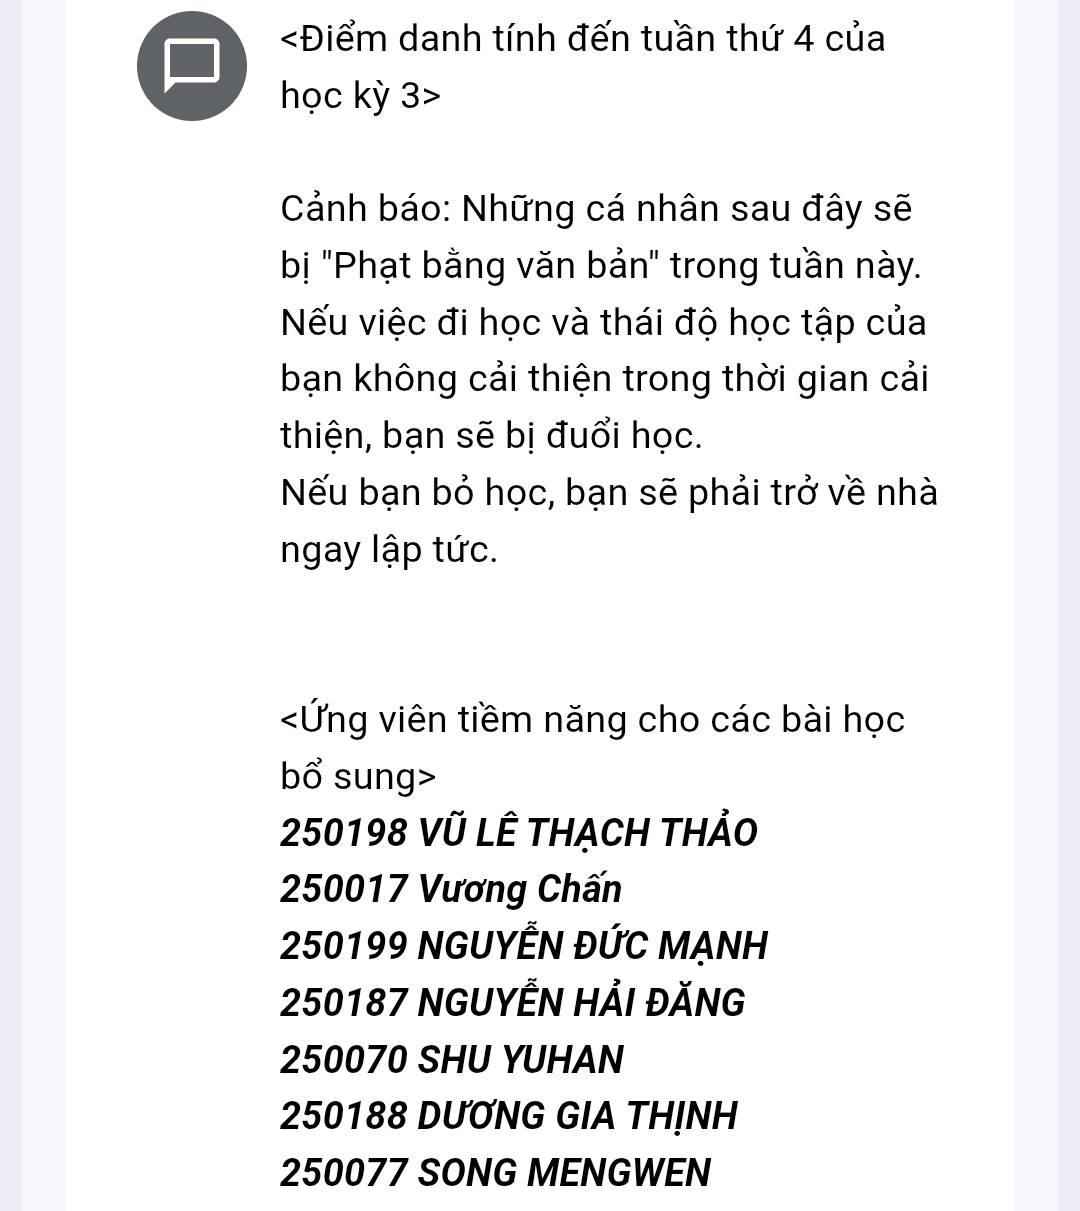 <Điểm danh tính đến tuần thứ 4 của
học kỳ 3>
Cảnh báo: Những cá nhân sau đây sẽ
bị "Phạt bằng văn bản" trong tuần này.
Nếu việc đi học và thái độ học tập của
bạn không cải thiện trong thời gian cải
thiện, bạn sẽ bị đuổi học.
Nếu bạn bỏ học, bạn sẽ phải trở về nhà
ngay lập tức.
<Ứng viên tiềm năng cho các bài học
bổ sung>
250198 VŨ LÊ THẠCH THẢO
250017 Vương Chấn
250199 NGUYỄN ĐỨC MẠNH
250187 NGUYỄN HẢI ĐĂNG
250070 SHU YUHAN
250188 DƯƠNG GIA THỊNH
250077 SONG MENGWEN